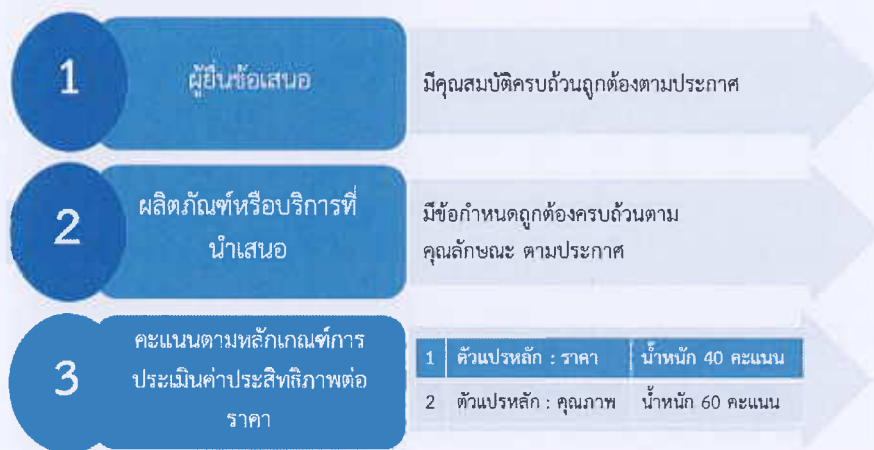 1
ผู้ยื่นข้อเสนอ
มีคุณสมบัติครบถ้วนถูกต้องตามประกาศ
2
ผลิตภัณฑ์หรือบริการที่
นำเสนอ
มีข้อกำหนดถูกต้องครบถ้วนตาม
คุณลักษณะ ตามประกาศ
3
คะแนนตามหลักเกณฑ์การ
ประเมินค่าประสิทธิภาพต่อ
ราคา
1 ตัวแปรหลัก : ราคา น้ำหนัก 40 คะแนน
2 ตัวแปรหลัก : คุณภาพ น้ำหนัก 60 คะแนน